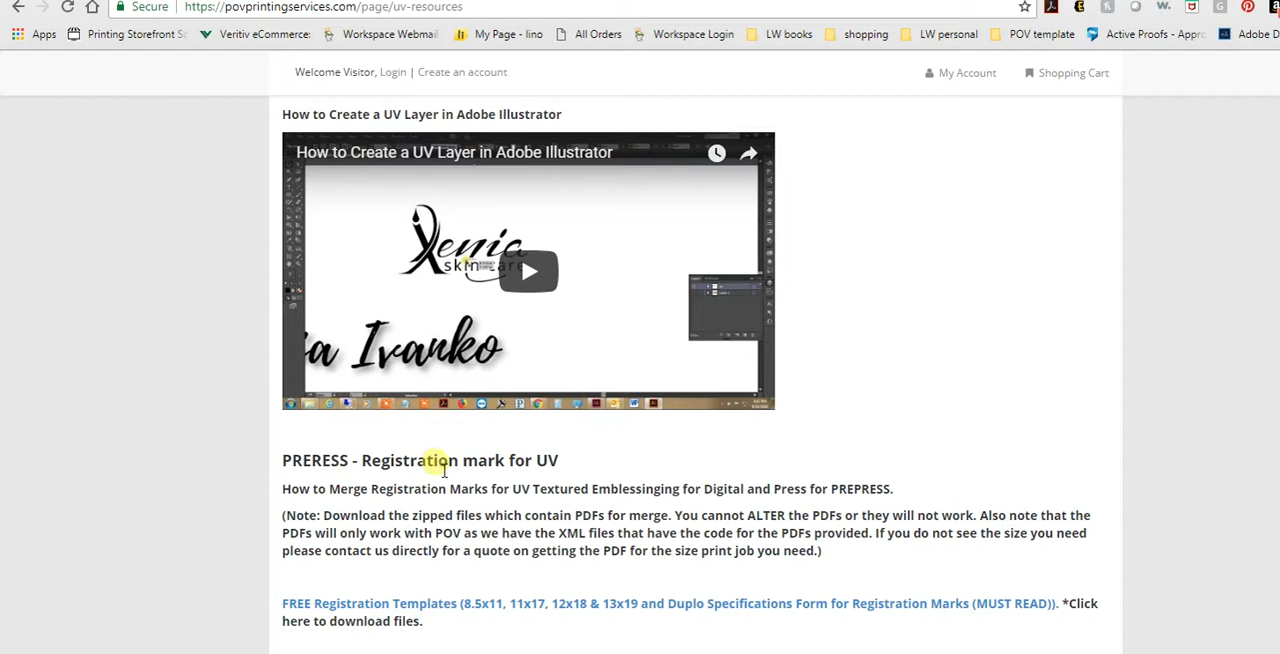 Secure https://povprintingservices.com/page/uv-resources
Apps Printing Storefront Sc Veritiv eCommerce: Workspace Webmail My Page - lino All Orders Workspace Login LW books shopping LW personal POV template Active Proofs - Appro Adobe D
Welcome Visitor, Login | Create an account My Account Shopping Cart
How to Create a UV Layer in Adobe Illustrator
How to Create a UV Layer in Adobe Illustrator
Xenia
skin care
ia Ivanko
PRERESS - Registration mark for UV
How to Merge Registration Marks for UV Textured Emblessinging for Digital and Press for PREPRESS.
(Note: Download the zipped files which contain PDFs for merge. You cannot ALTER the PDFs or they will not work. Also note that the
PDFs will only work with POV as we have the XML files that have the code for the PDFs provided. If you do not see the size you need
please contact us directly for a quote on getting the PDF for the size print job you need.)
FREE Registration Templates (8.5x11, 11x17, 12x18 & 13x19 and Duplo Specifications Form for Registration Marks (MUST READ)). *Click
here to download files.